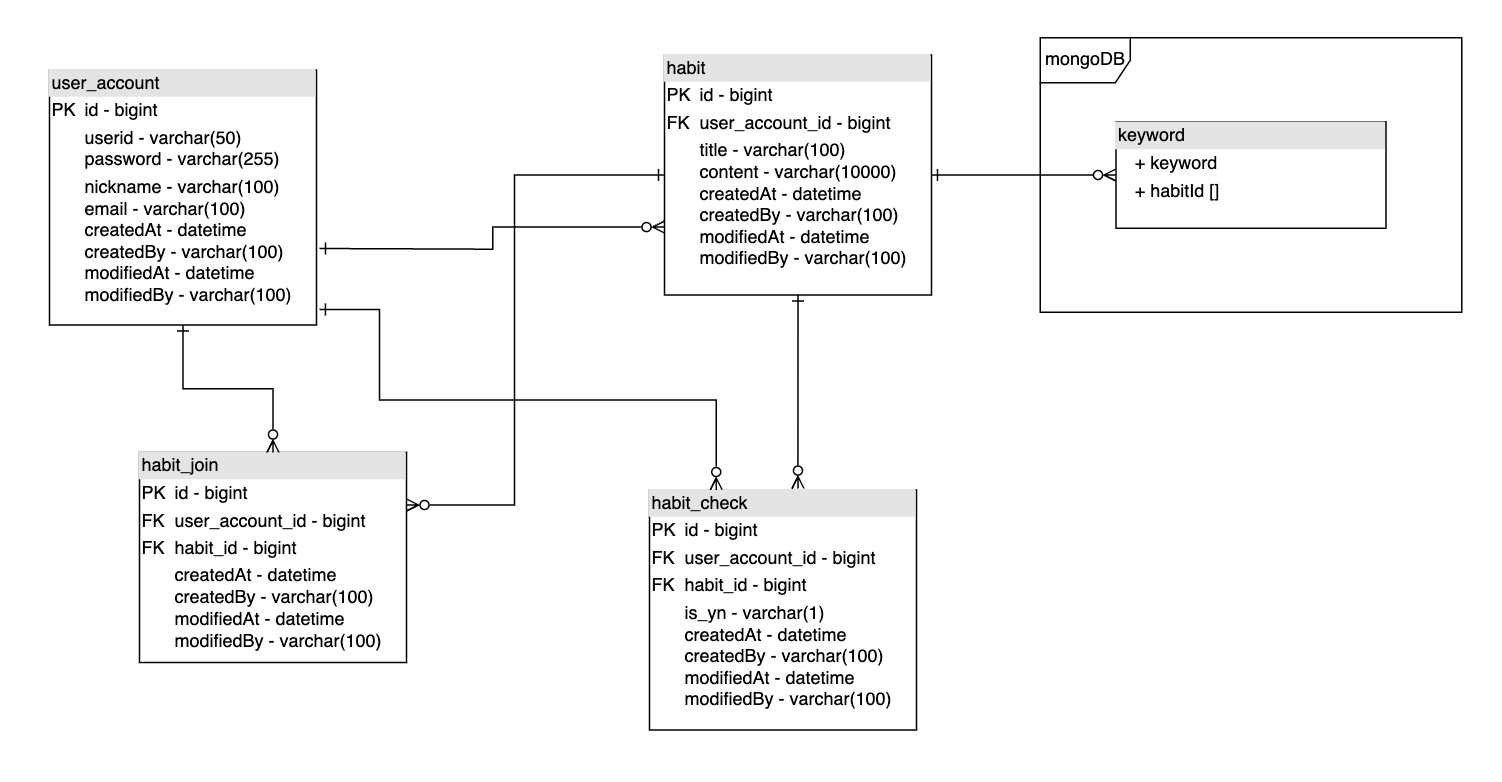 user_account
PK id - bigint
userid - varchar(50)
password - varchar(255)
nickname - varchar(100)
email - varchar(100)
createdAt - datetime
createdBy - varchar(100)
modifiedAt - datetime
modifiedBy - varchar(100)
habit
PK id - bigint
FK user_account_id - bigint
title - varchar(100)
content - varchar(10000)
createdAt - datetime
createdBy - varchar(100)
modifiedAt - datetime
modifiedBy - varchar(100)
mongoDB
keyword
+ keyword
+ habitId []
habit_join
PK id - bigint
FK user_account_id - bigint
FK habit_id - bigint
createdAt - datetime
createdBy - varchar(100)
modifiedAt - datetime
modifiedBy - varchar(100)
habit_check
PK id - bigint
FK user_account_id - bigint
FK habit_id - bigint
is_yn - varchar(1)
createdAt - datetime
createdBy - varchar(100)
modifiedAt - datetime
modifiedBy - varchar(100)